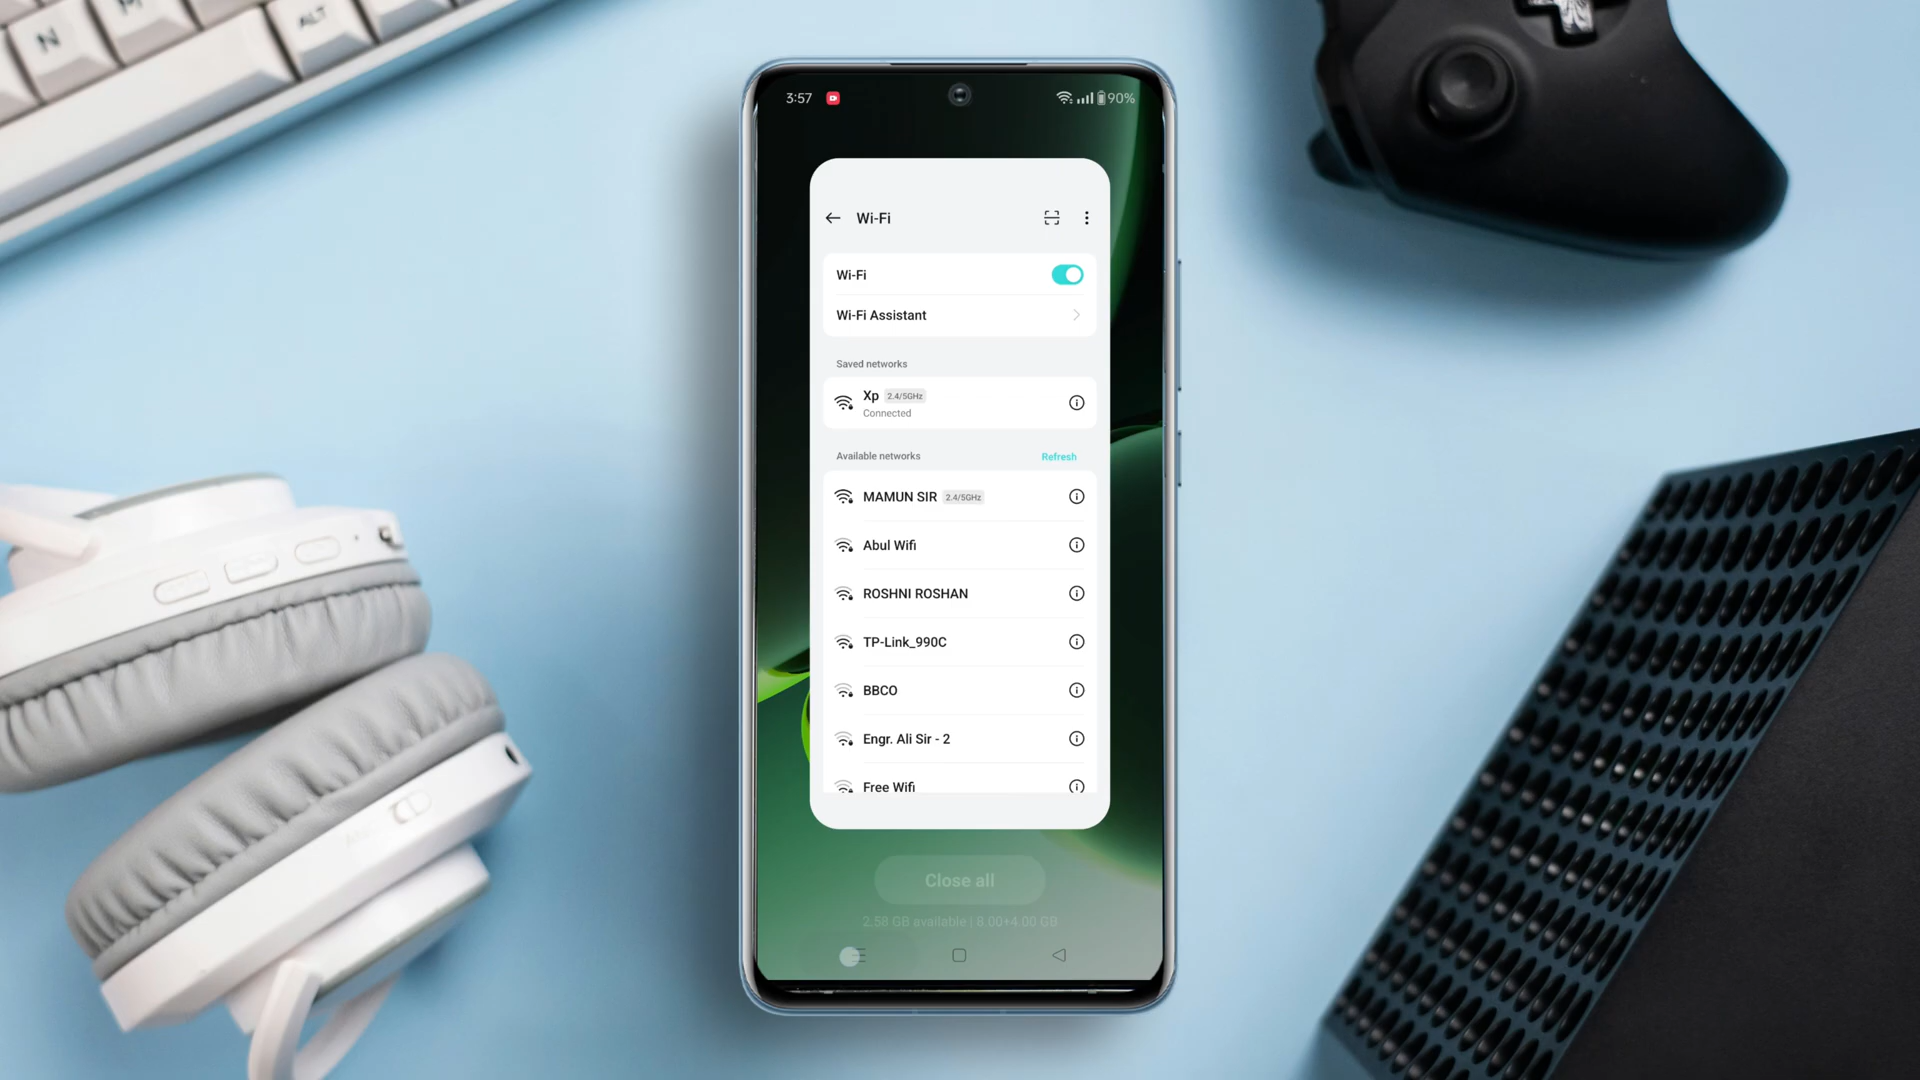 N
ALT
3:57
90%
Wi-Fi
Wi-Fi
Wi-Fi Assistant
Saved networks
Xp 2.4/5GHz
Connected
Available networks Refresh
MAMUN SIR 2.4/5GHz
Abul Wifi
ROSHNI ROSHAN
TP-Link_990C
BBCO
Engr. Ali Sir - 2
Free Wifi
Close all
2.58 GB available | 8.00+4.00 GB